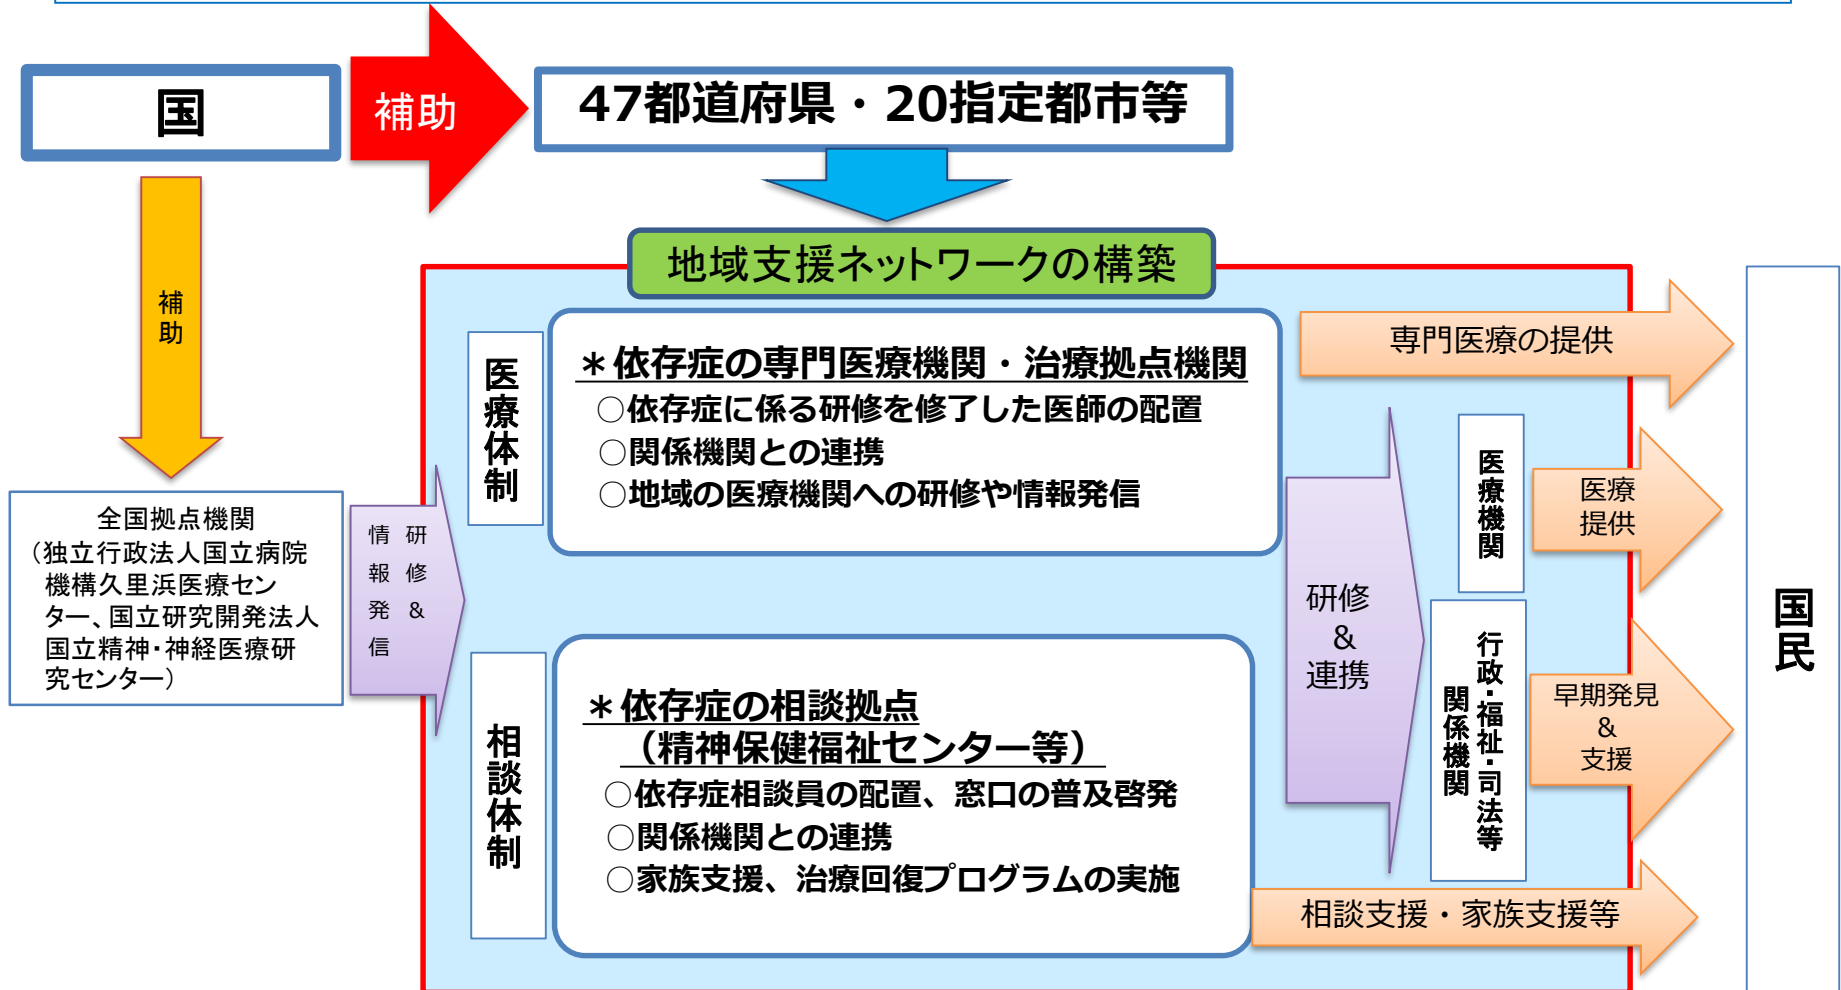 国
補助
47都道府県・20指定都市等
補助
地域支援ネットワークの構築
全国拠点機関
（独立行政法人国立病院
機構久里浜医療セン
ター、国立研究開発法人
国立精神・神経医療研
究センター）
研修&
情報発信
医療体制
＊依存症の専門医療機関・治療拠点機関
○依存症に係る研修を修了した医師の配置
○関係機関との連携
○地域の医療機関への研修や情報発信
相談体制
＊依存症の相談拠点
（精神保健福祉センター等）
○依存症相談員の配置、窓口の普及啓発
○関係機関との連携
○家族支援、治療回復プログラムの実施
専門医療の提供
研修
&
連携
医療機関
医療
提供
行政・福祉・司法等
関係機関
早期発見
&
支援
相談支援・家族支援等
国民